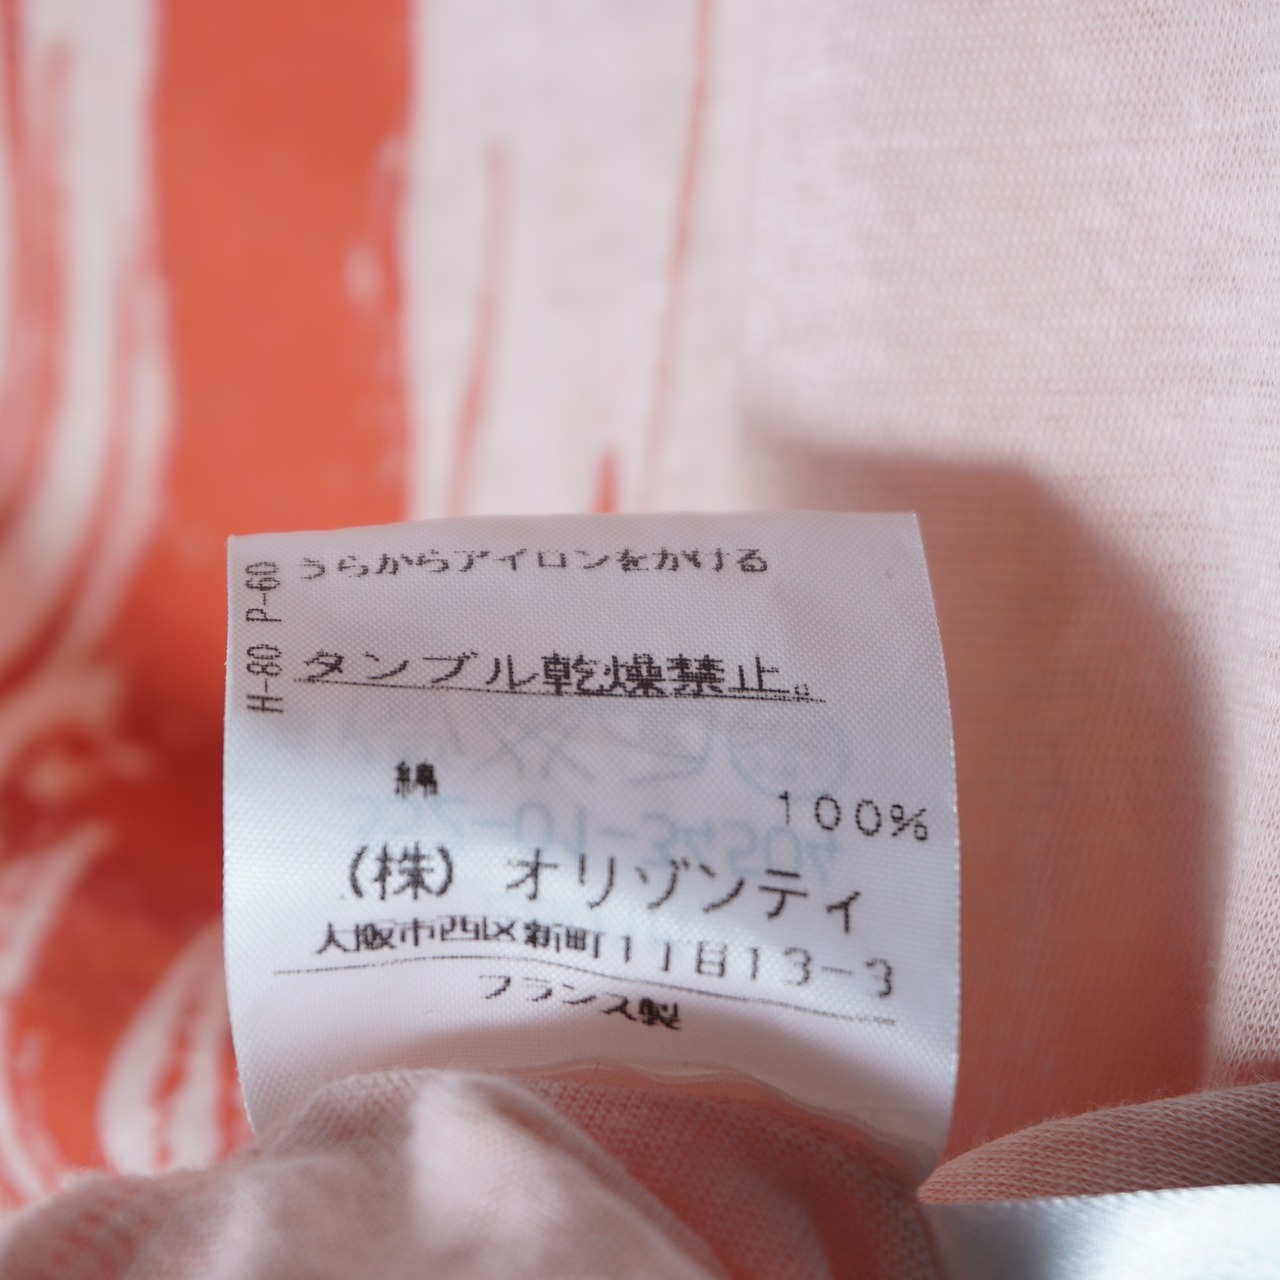 うらからアイロンをかける
H-80 P-60
タンブル乾燥禁止。
綿 100%
(株) オリゾンティ
大阪市西区新町1丁目13-3
フランス製